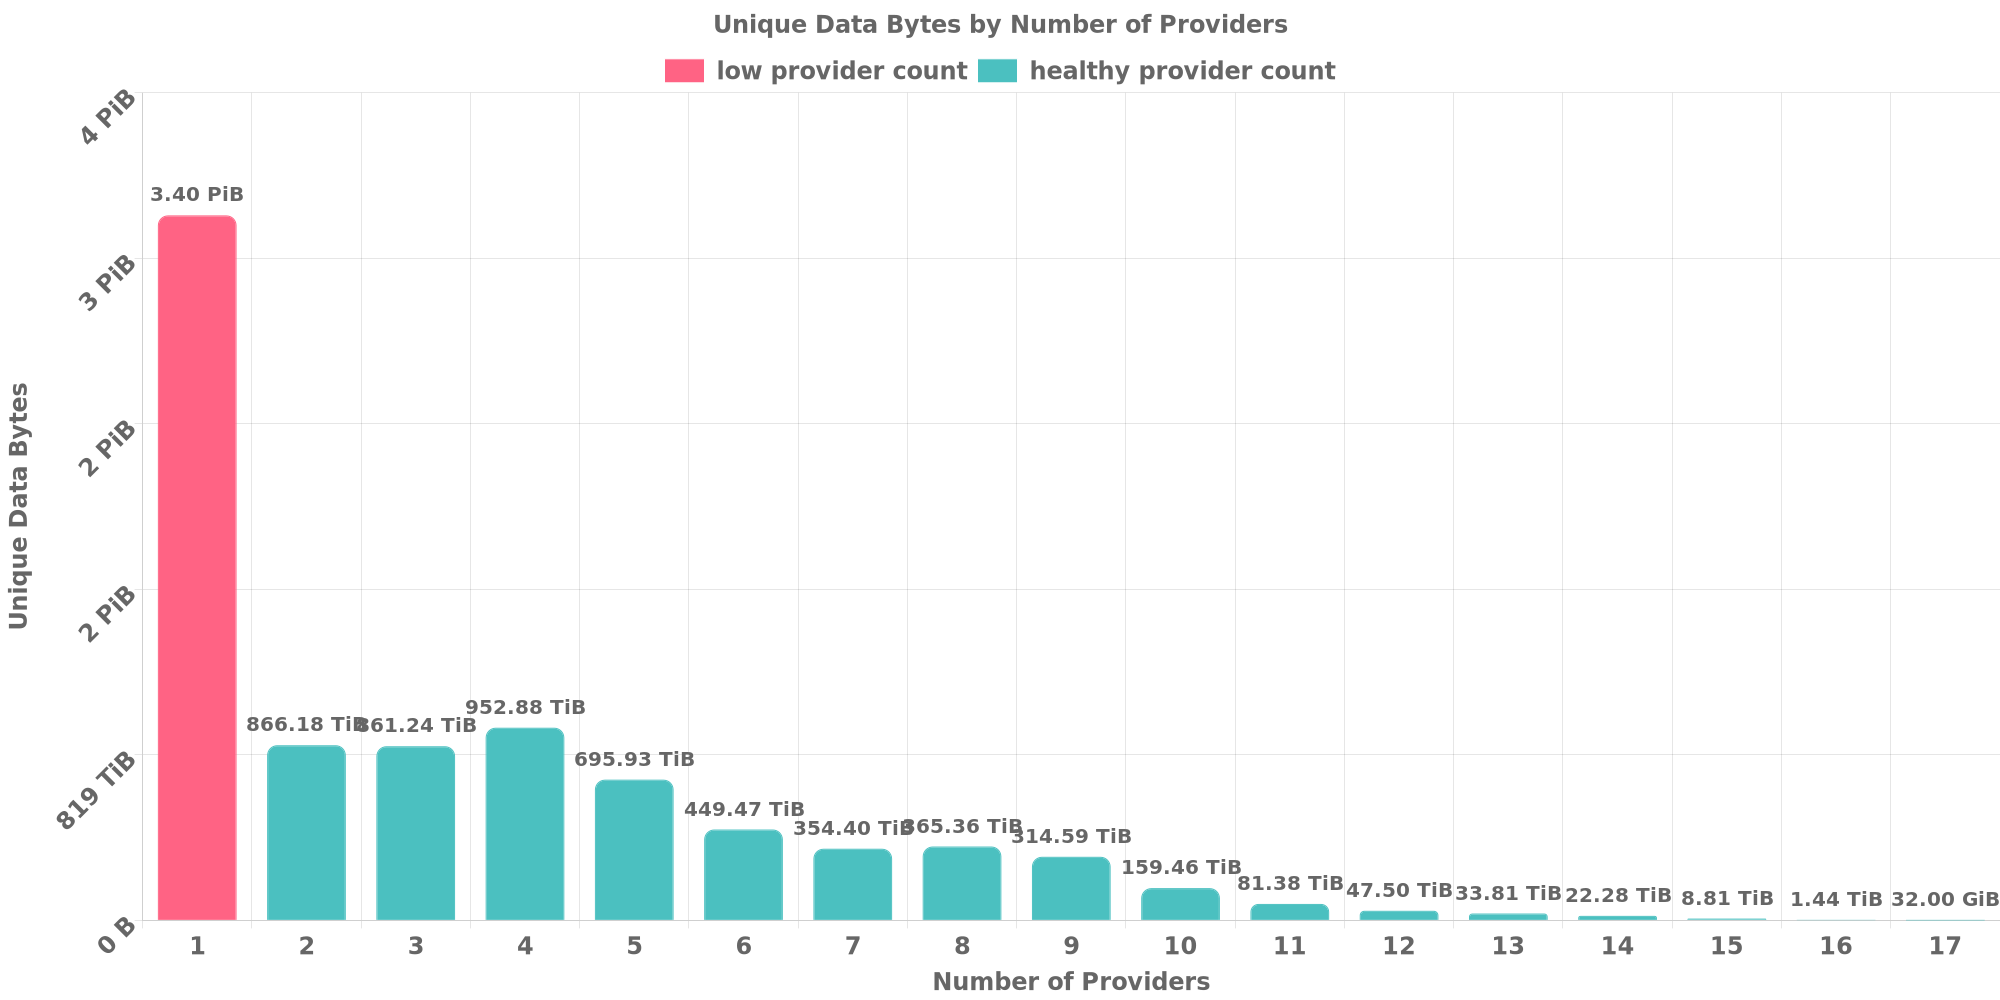 Unique Data Bytes by Number of Providers
low provider count healthy provider count
Unique Data Bytes
4 PiB
3 PiB
2 PiB
2 PiB
819 TiB
0 B
3.40 PiB
866.18 TiB
861.24 TiB
952.88 TiB
695.93 TiB
449.47 TiB
354.40 TiB
365.36 TiB
314.59 TiB
159.46 TiB
81.38 TiB
47.50 TiB
33.81 TiB
22.28 TiB
8.81 TiB
1.44 TiB
32.00 GiB
1 2 3 4 5 6 7 8 9 10 11 12 13 14 15 16 17
Number of Providers